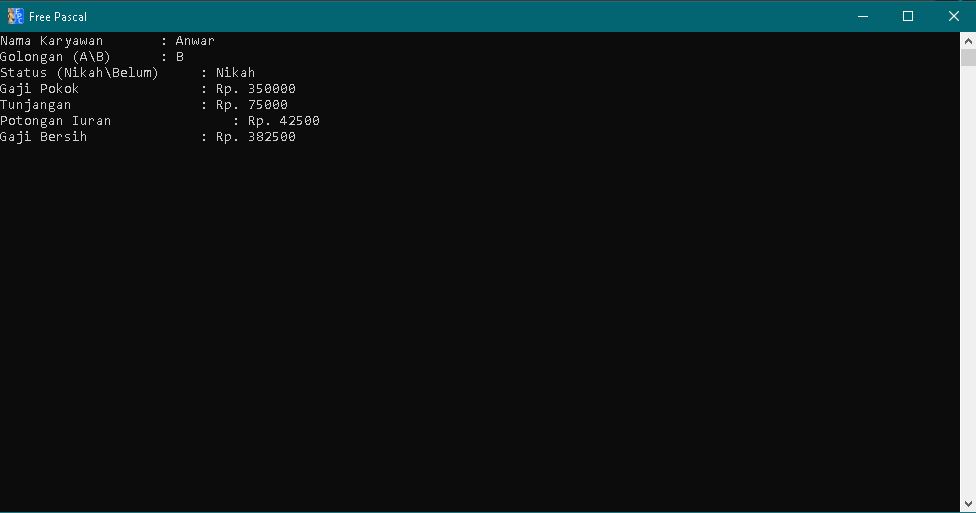 Free Pascal
Nama Karyawan : Anwar
Golongan (A\B) : B
Status (Nikah\Belum) : Nikah
Gaji Pokok : Rp. 350000
Tunjangan : Rp. 75000
Potongan Iuran : Rp. 42500
Gaji Bersih : Rp. 382500